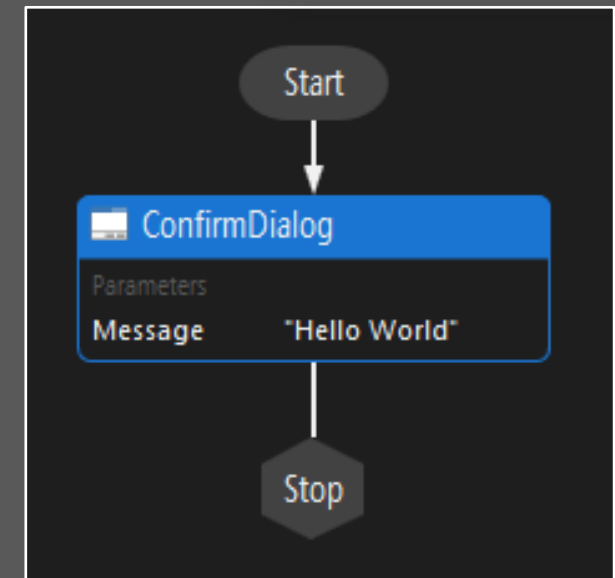 Start
ConfirmDialog
Parameters
Message "Hello World"
Stop